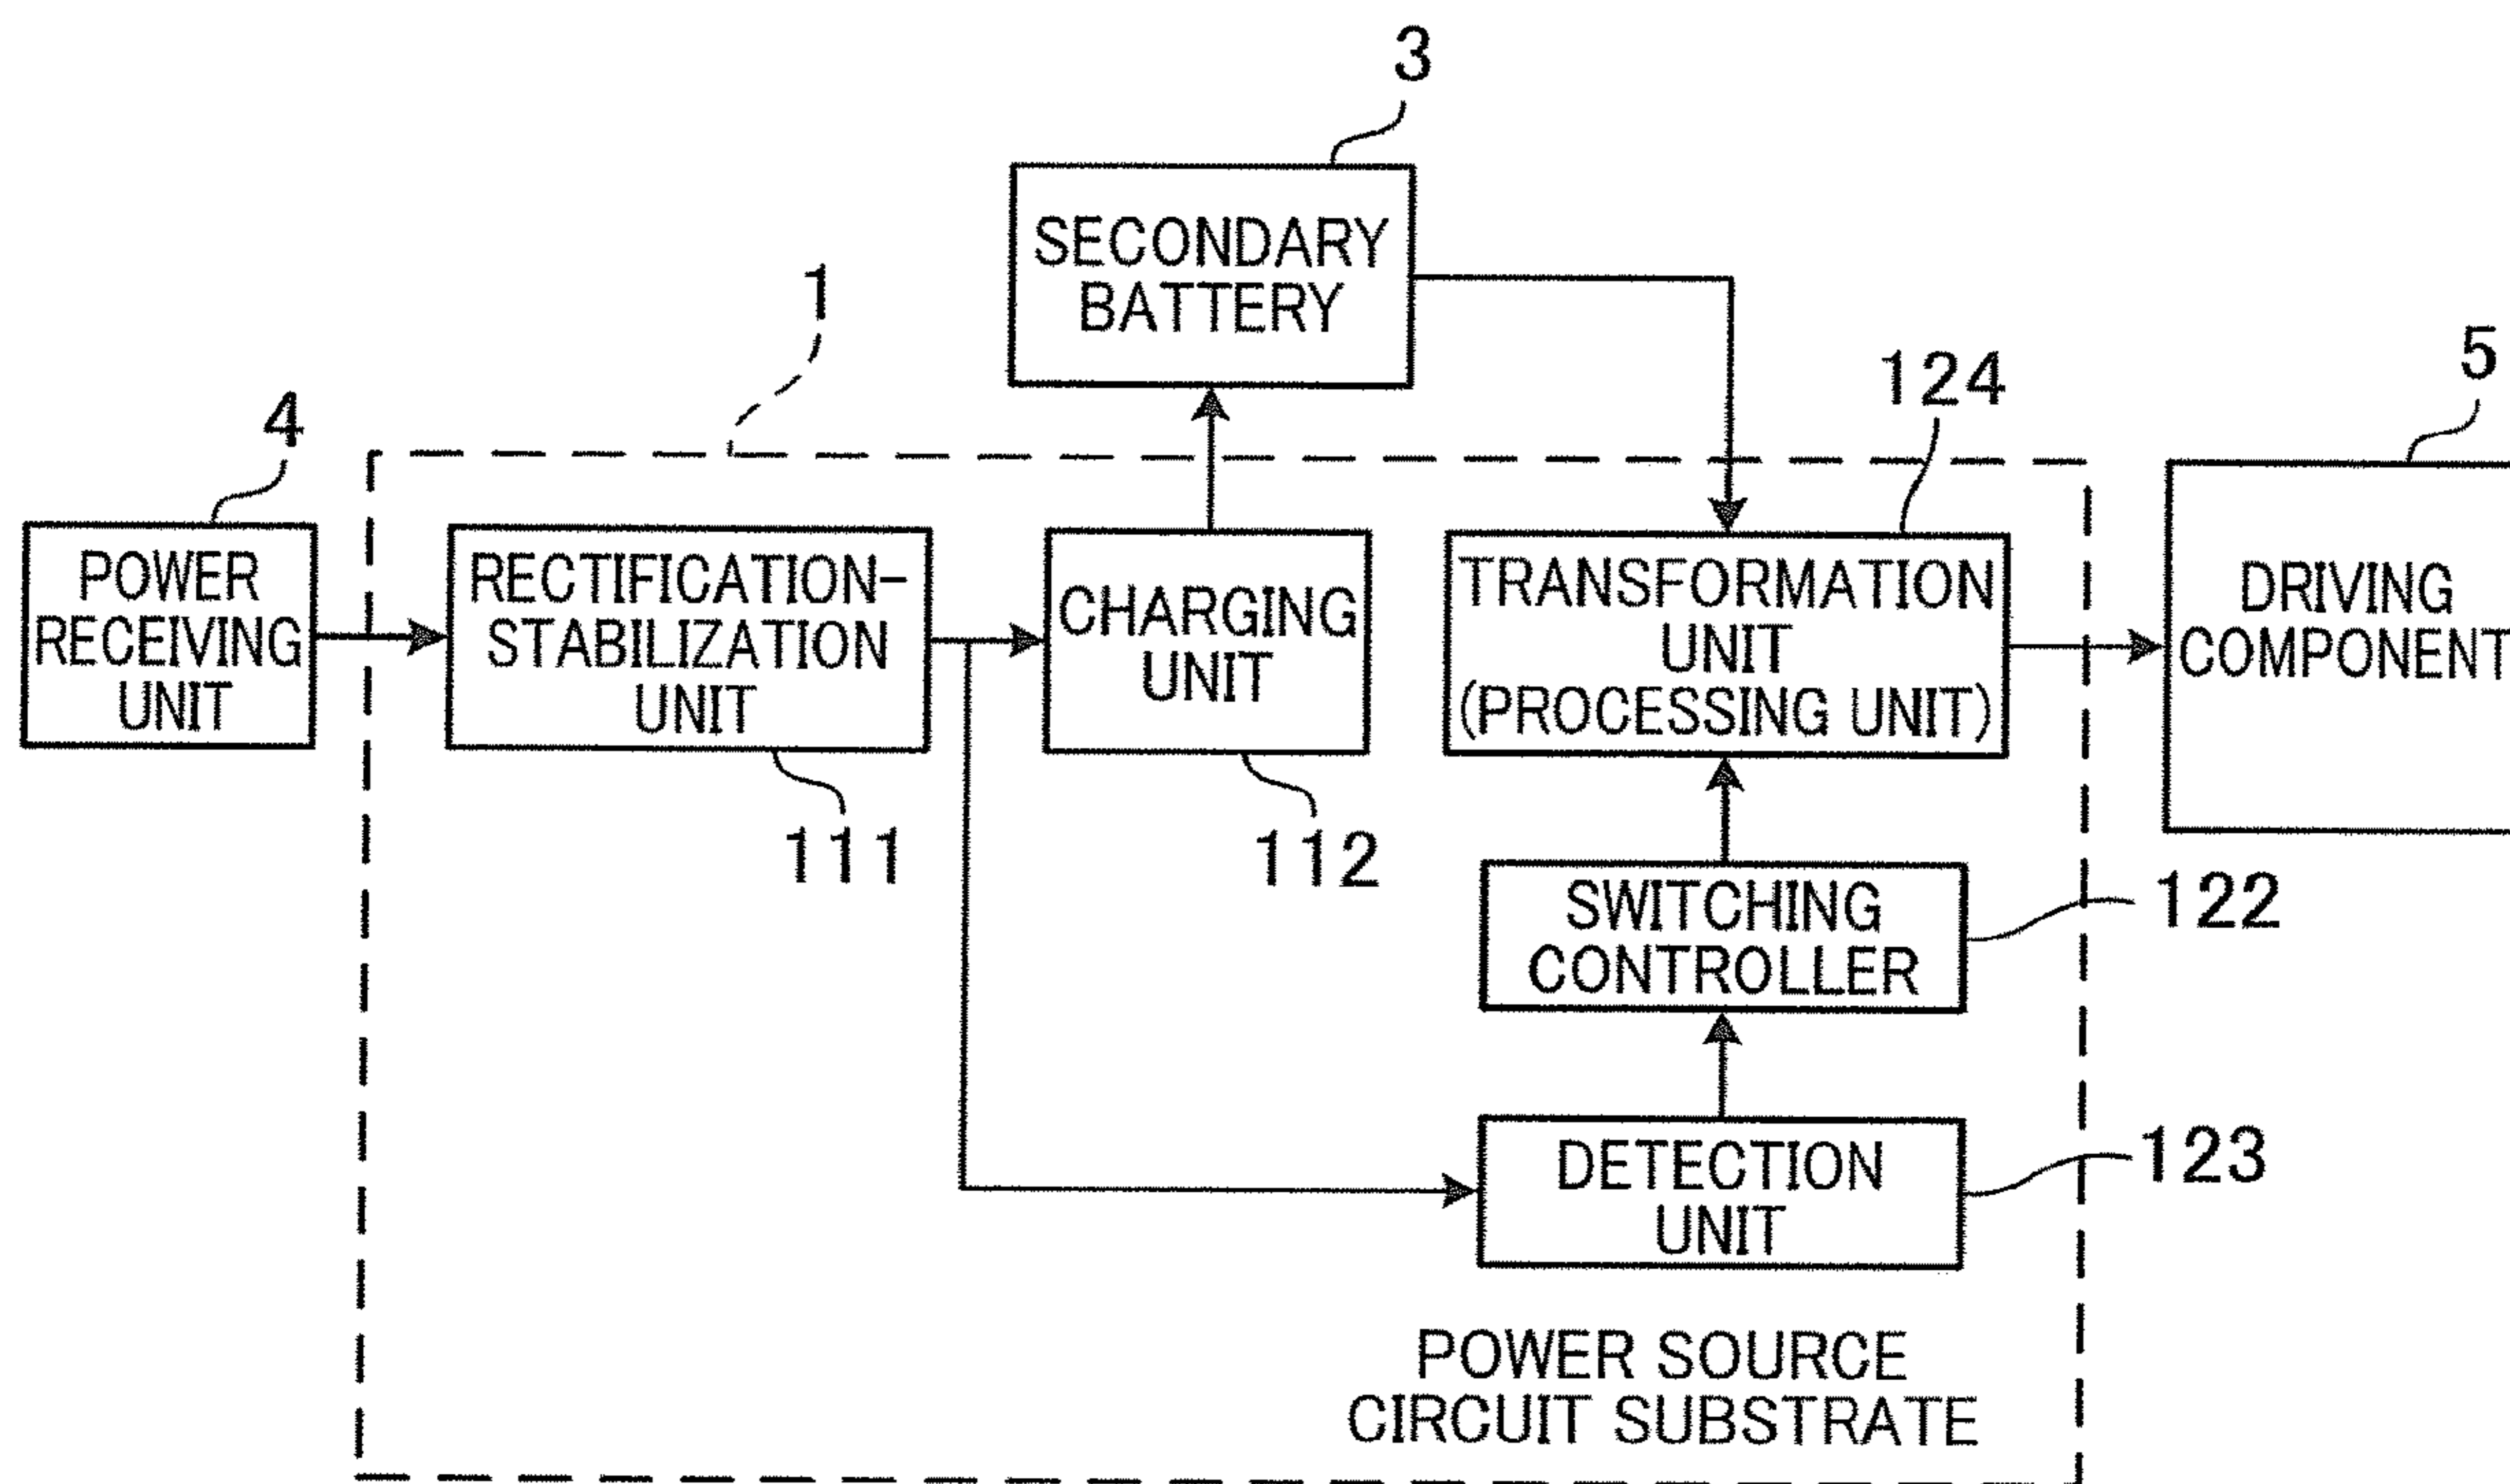 3
SECONDARY
BATTERY
1
124
5
4
POWER
RECEIVING
UNIT
RECTIFICATION-
STABILIZATION
UNIT
CHARGING
UNIT
TRANSFORMATION
UNIT
(PROCESSING UNIT)
DRIVING
COMPONENT
111
112
SWITCHING
CONTROLLER
122
DETECTION
UNIT
123
POWER SOURCE
CIRCUIT SUBSTRATE